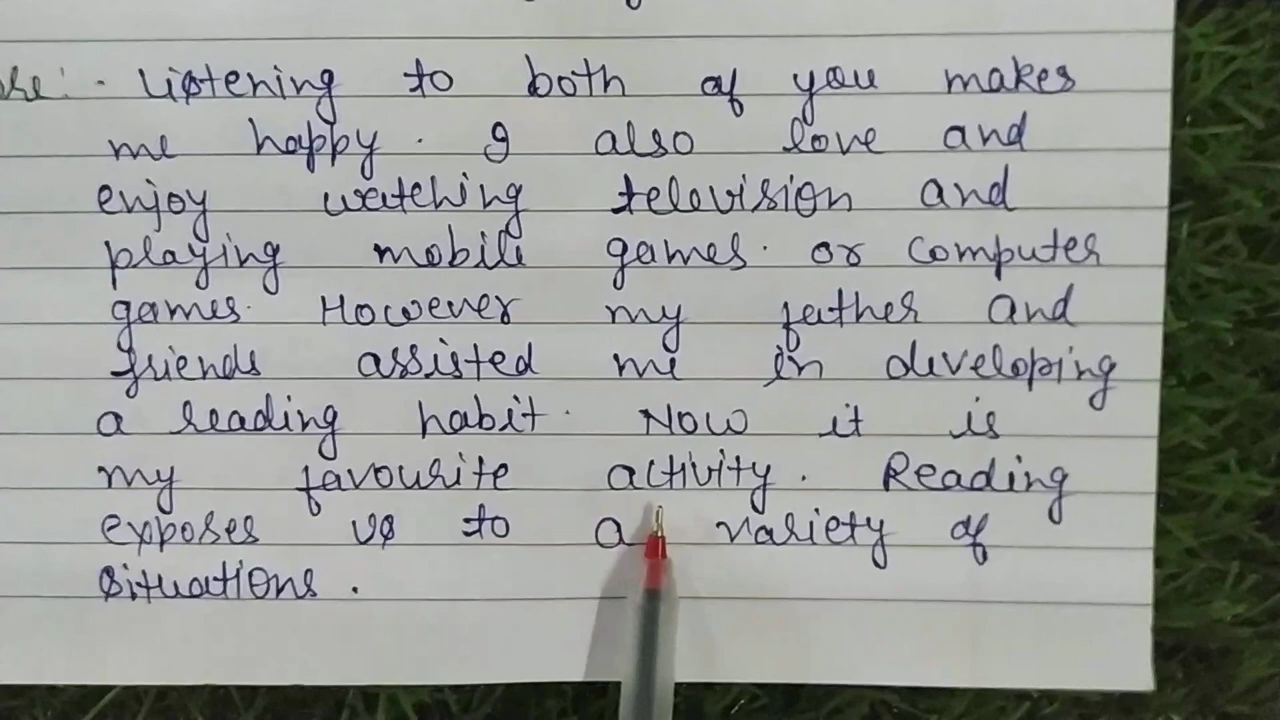 Listening to both of you makes
me happy. I also love and
enjoy watching television and
playing mobile games. or computer
games. However my father and
friends assisted me in developing
a reading habit. Now it is
my favourite activity. Reading
exposes us to a variety of
situations.